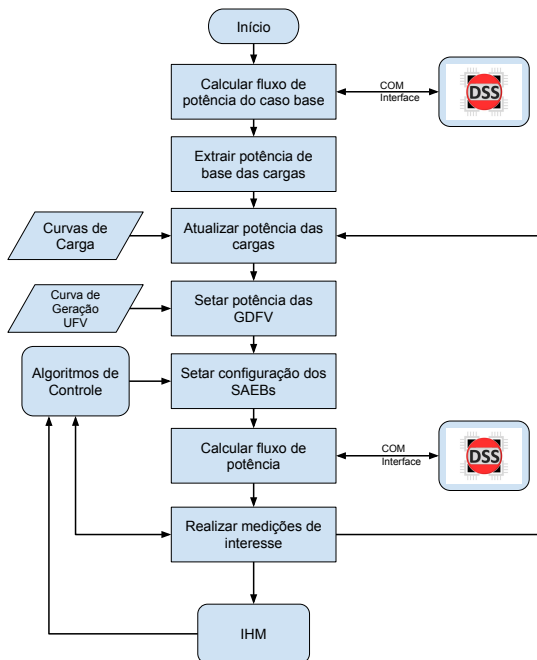 Início
Calcular fluxo de
potência do caso base
COM
Interface
DSS
Extrair potência de
base das cargas
Curvas de
Carga
Atualizar potência das
cargas
Curva de
Geração
UFV
Setar potência das
GDFV
Algoritmos de
Controle
Setar configuração dos
SAEBs
Calcular fluxo de
potência
COM
Interface
DSS
Realizar medições de
interesse
IHM